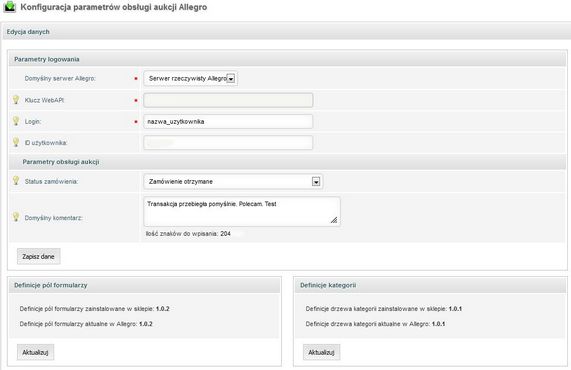 Konfiguracja parametrów obsługi aukcji Allegro
Edycja danych
Parametry logowania
Domyślny serwer Allegro:
Serwer rzeczywisty Allegro
Klucz WebAPI:
Login:
nazwa_uzytkownika
ID użytkownika:
Parametry obsługi aukcji
Status zamówienia:
Zamówienie otrzymane
Domyślny komentarz:
Transakcja przebiegła pomyślnie. Polecam. Test
Ilość znaków do wpisania: 204
Zapisz dane
Definicje pól formularzy
Definicje pól formularzy zainstalowane w sklepie: 1.0.2
Definicje pól formularzy aktualne w Allegro: 1.0.2
Aktualizuj
Definicje kategorii
Definicje drzewa kategorii zainstalowane w sklepie: 1.0.1
Definicje drzewa kategorii aktualne w Allegro: 1.0.1
Aktualizuj